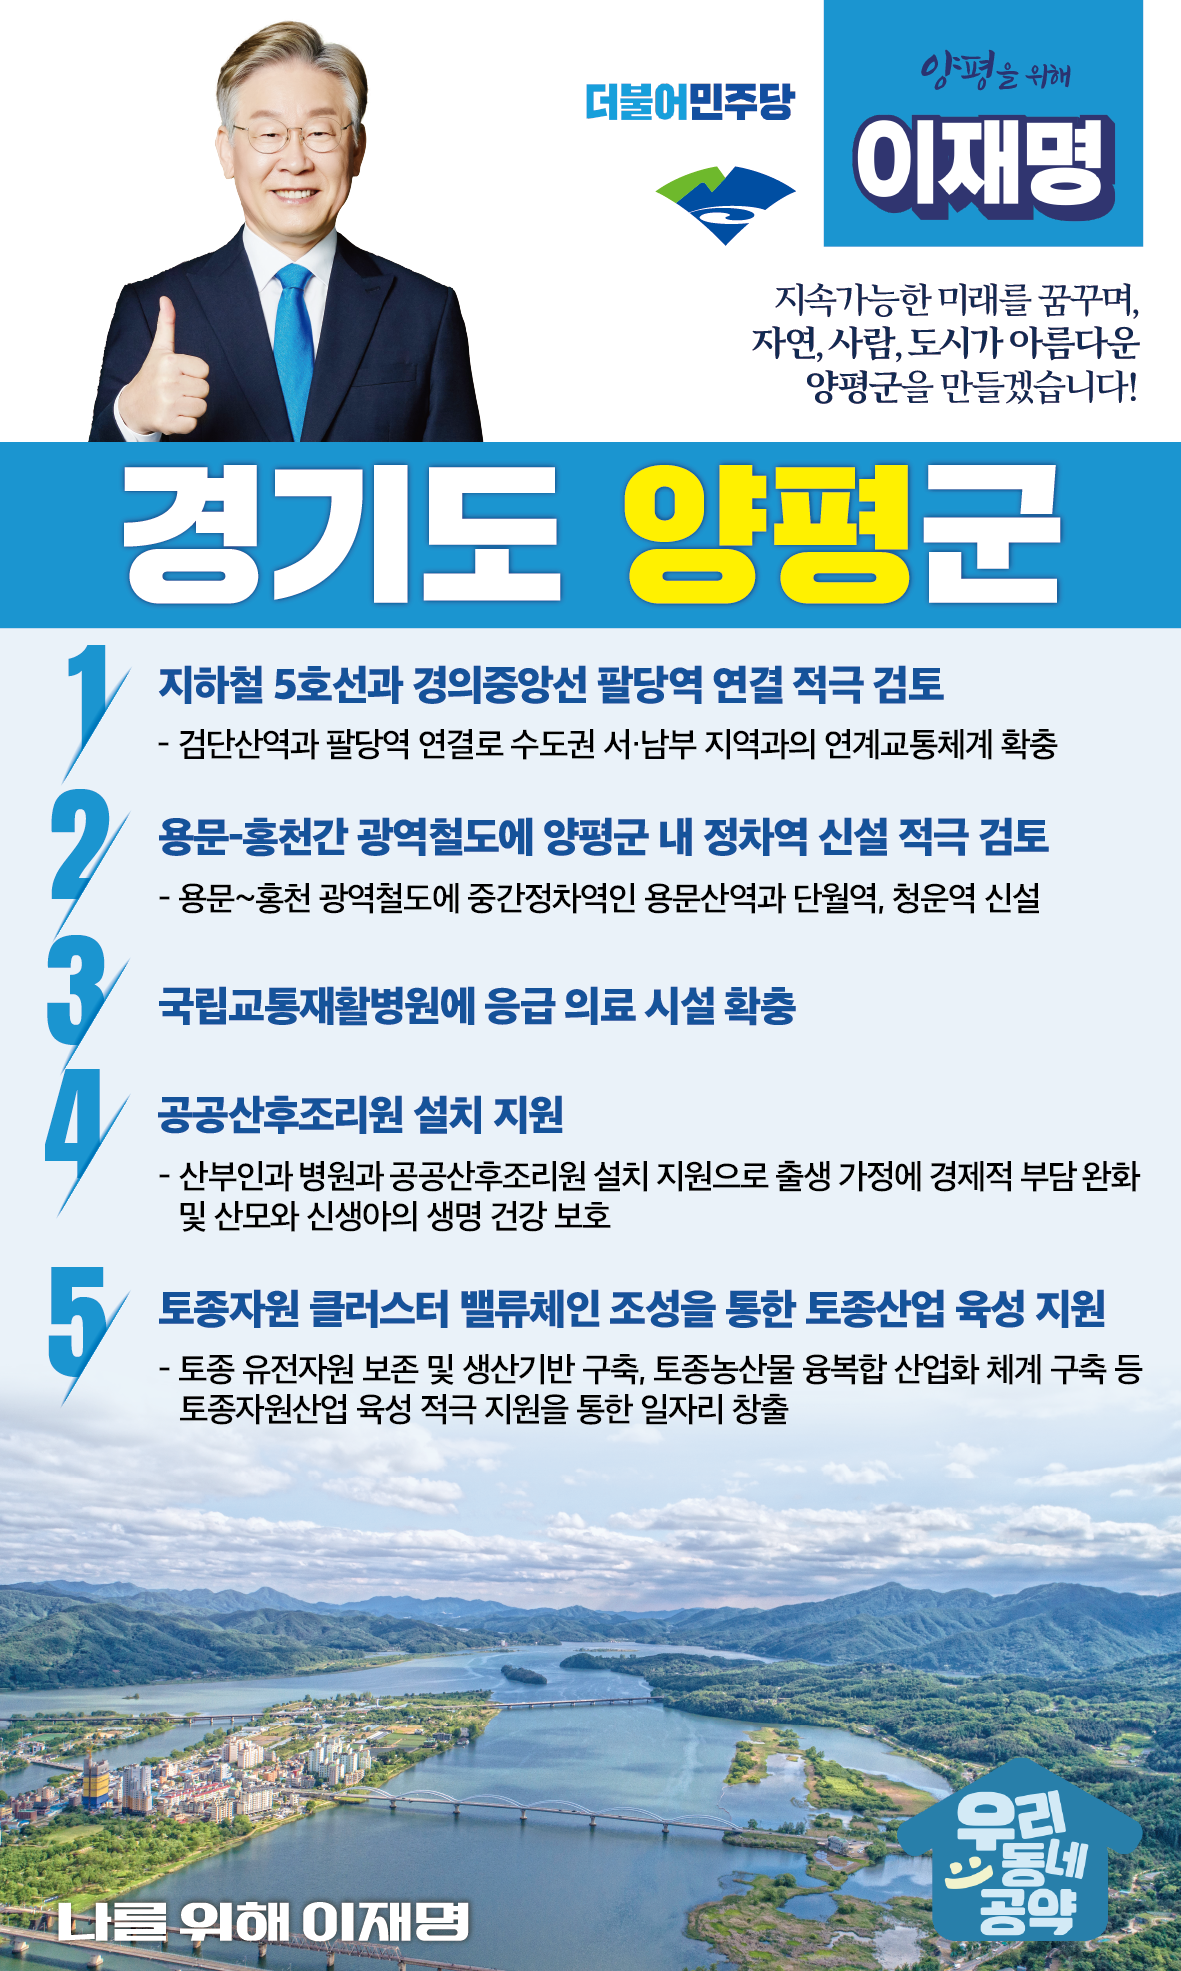 더불어민주당
양평을 위해
이재명
지속가능한 미래를 꿈꾸며,
자연, 사람, 도시가 아름다운
양평군을 만들겠습니다!
경기도 양평군
1
지하철 5호선과 경의중앙선 팔당역 연결 적극 검토
- 검단산역과 팔당역 연결로 수도권 서·남부 지역과의 연계교통체계 확충
2
용문-홍천간 광역철도에 양평군 내 정차역 신설 적극 검토
- 용문~홍천 광역철도에 중간정차역인 용문산역과 단월역, 청운역 신설
3
국립교통재활병원에 응급 의료 시설 확충
4
공공산후조리원 설치 지원
- 산부인과 병원과 공공산후조리원 설치 지원으로 출생 가정에 경제적 부담 완화
및 산모와 신생아의 생명 건강 보호
5
토종자원 클러스터 밸류체인 조성을 통한 토종산업 육성 지원
- 토종 유전자원 보존 및 생산기반 구축, 토종농산물 융복합 산업화 체계 구축 등
토종자원산업 육성 적극 지원을 통한 일자리 창출
우리
동네
공약
나를 위해 이재명